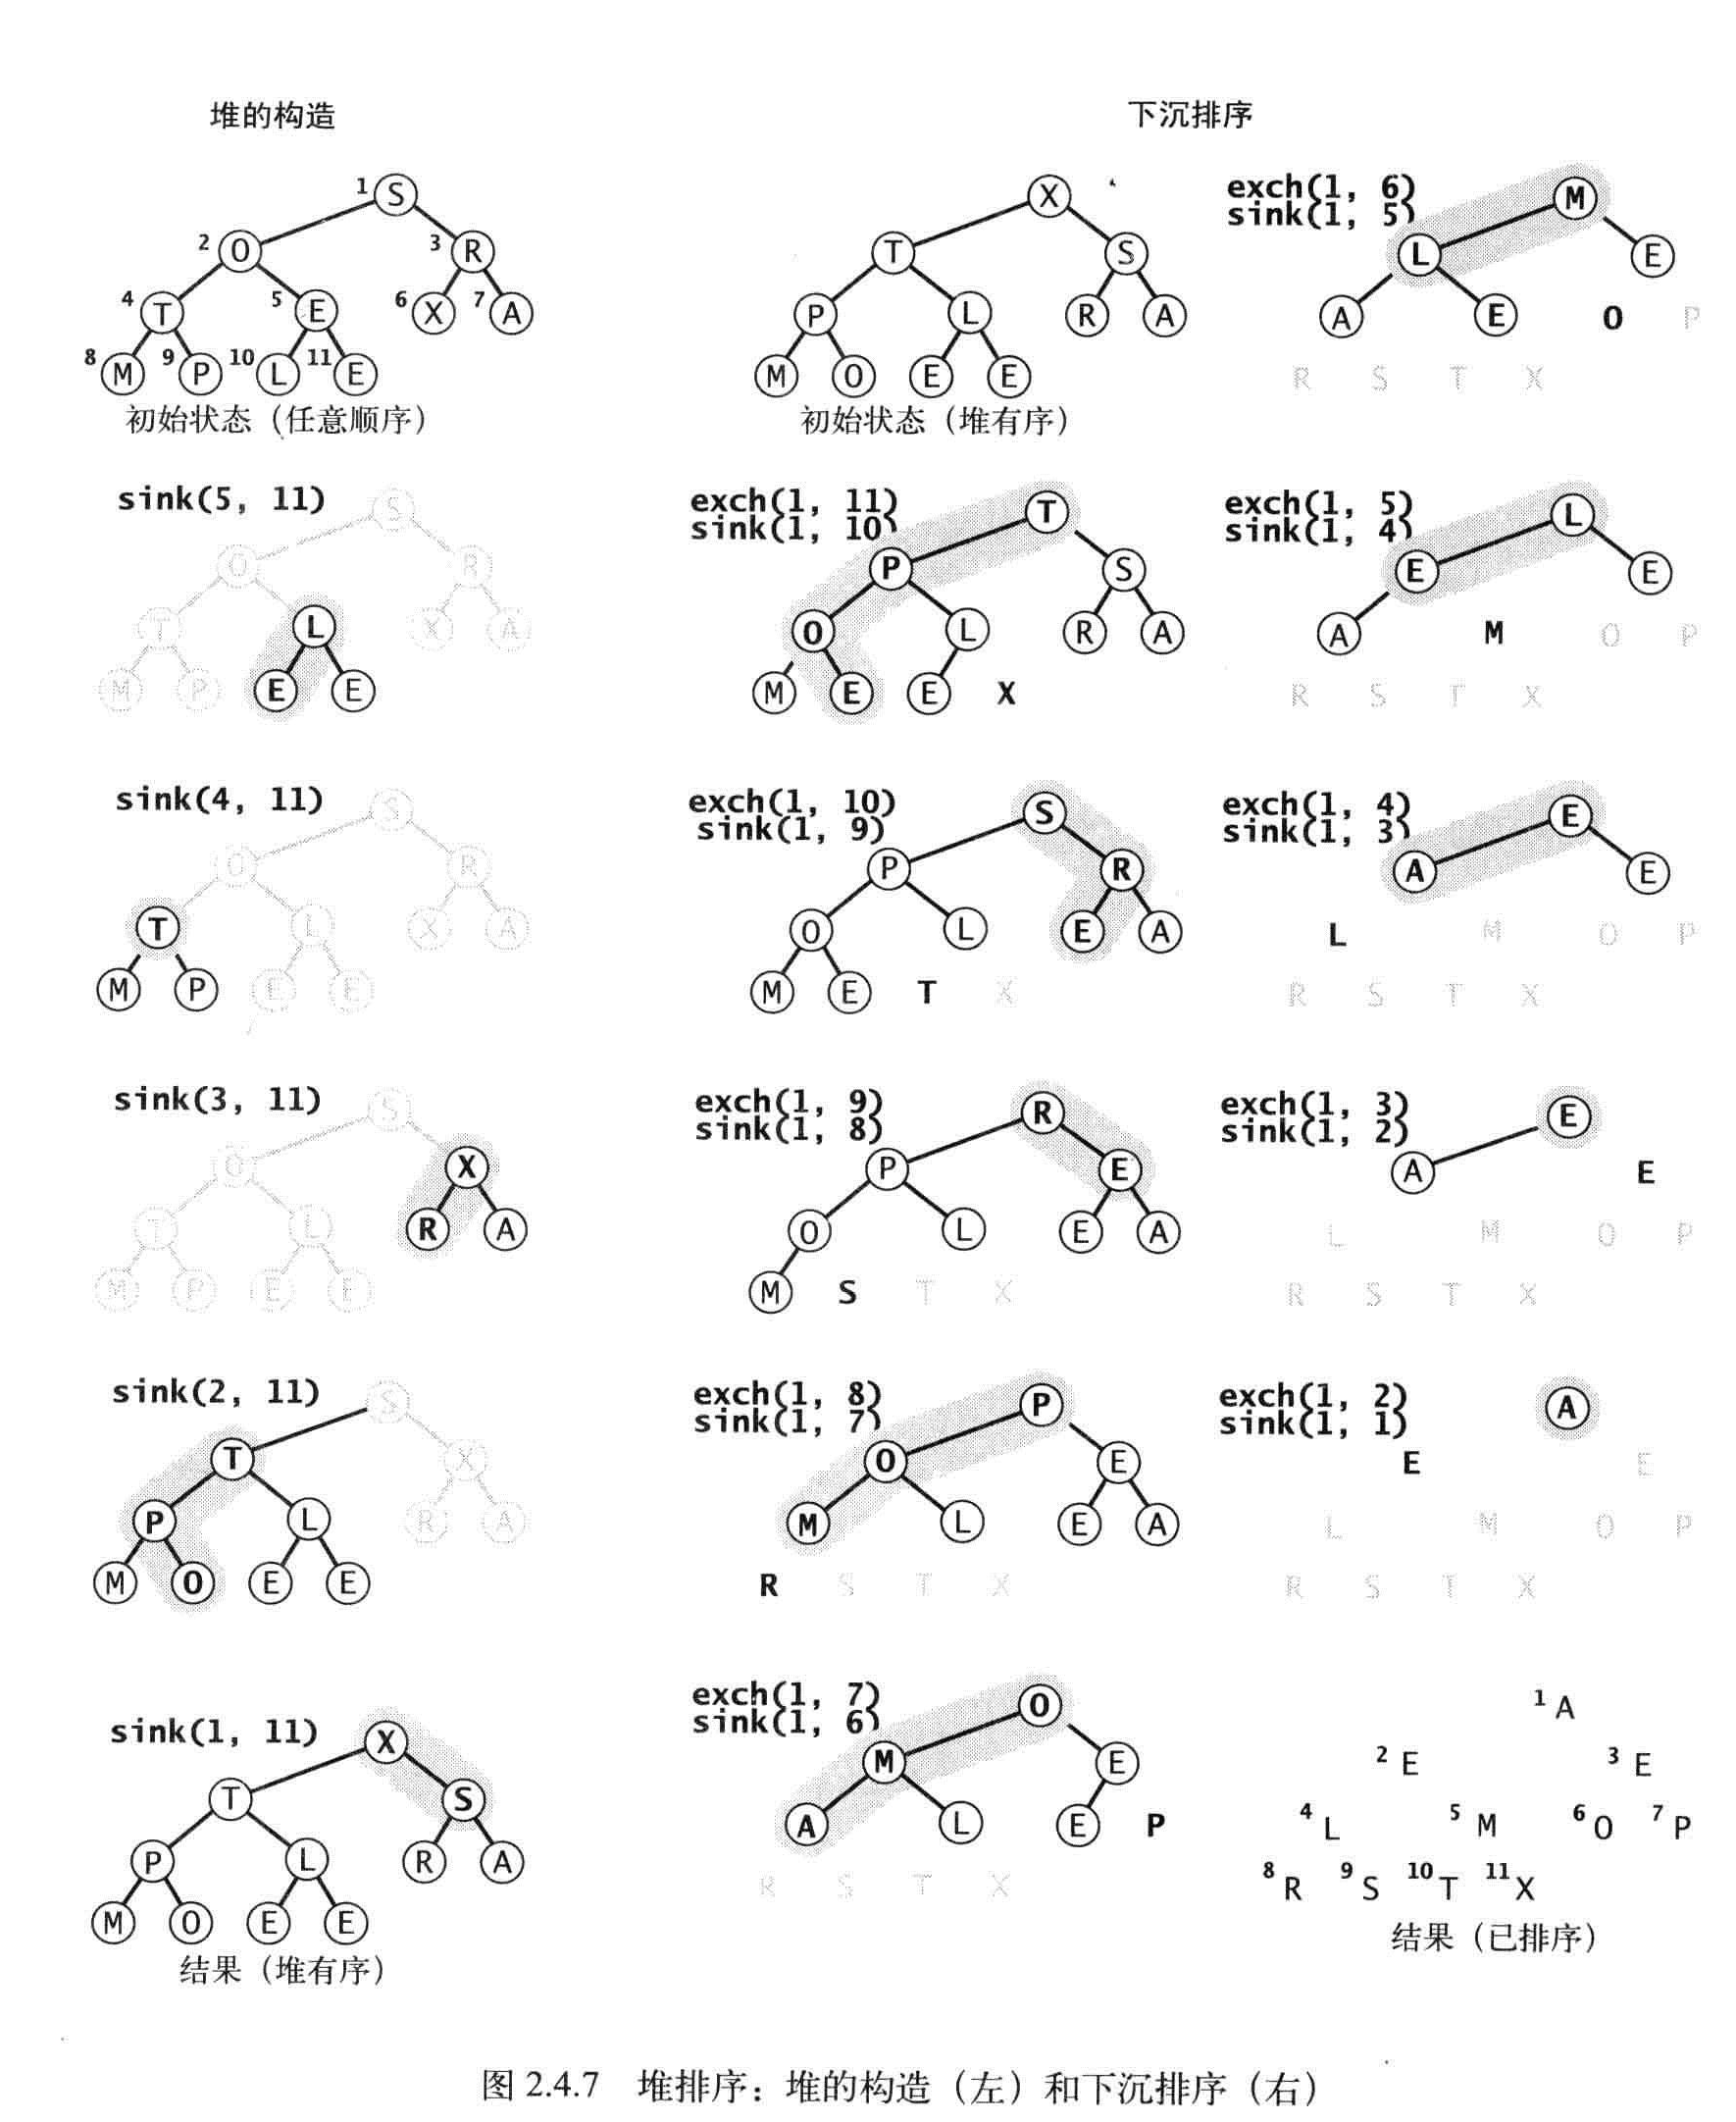 堆的构造
1 S
2 O 3 R
4 T 5 E 6 X 7 A
8 M 9 P 10 L 11 E
初始状态（任意顺序）
sink(5, 11)
S
O R
T L X A
M P E E
sink(4, 11)
S
O R
T L X A
M P E E
sink(3, 11)
S
O X
T L R A
M P E E
sink(2, 11)
S
T X
P L R A
M O E E
sink(1, 11)
X
T S
P L R A
M O E E
结果（堆有序）
下沉排序
X
T S
P L R A
M O E E
初始状态（堆有序）
exch(1, 11)
sink(1, 10)
T
P S
O L R A
M E E X
exch(1, 10)
sink(1, 9)
S
P R
O L E A
M E T X
exch(1, 9)
sink(1, 8)
R
P E
O L E A
M S T X
exch(1, 8)
sink(1, 7)
P
O E
M L E A
R S T X
exch(1, 7)
sink(1, 6)
O
M E
A L E P
R S T X
exch(1, 6)
sink(1, 5)
M
L E
A E O P
R S T X
exch(1, 5)
sink(1, 4)
L
E E
A M O P
R S T X
exch(1, 4)
sink(1, 3)
E
A E
L M O P
R S T X
exch(1, 3)
sink(1, 2)
E
A E
L M O P
R S T X
exch(1, 2)
sink(1, 1)
A
E E
L M O P
R S T X
1 A
2 E 3 E
4 L 5 M 6 O 7 P
8 R 9 S 10 T 11 X
结果（已排序）
图 2.4.7 堆排序：堆的构造（左）和下沉排序（右）